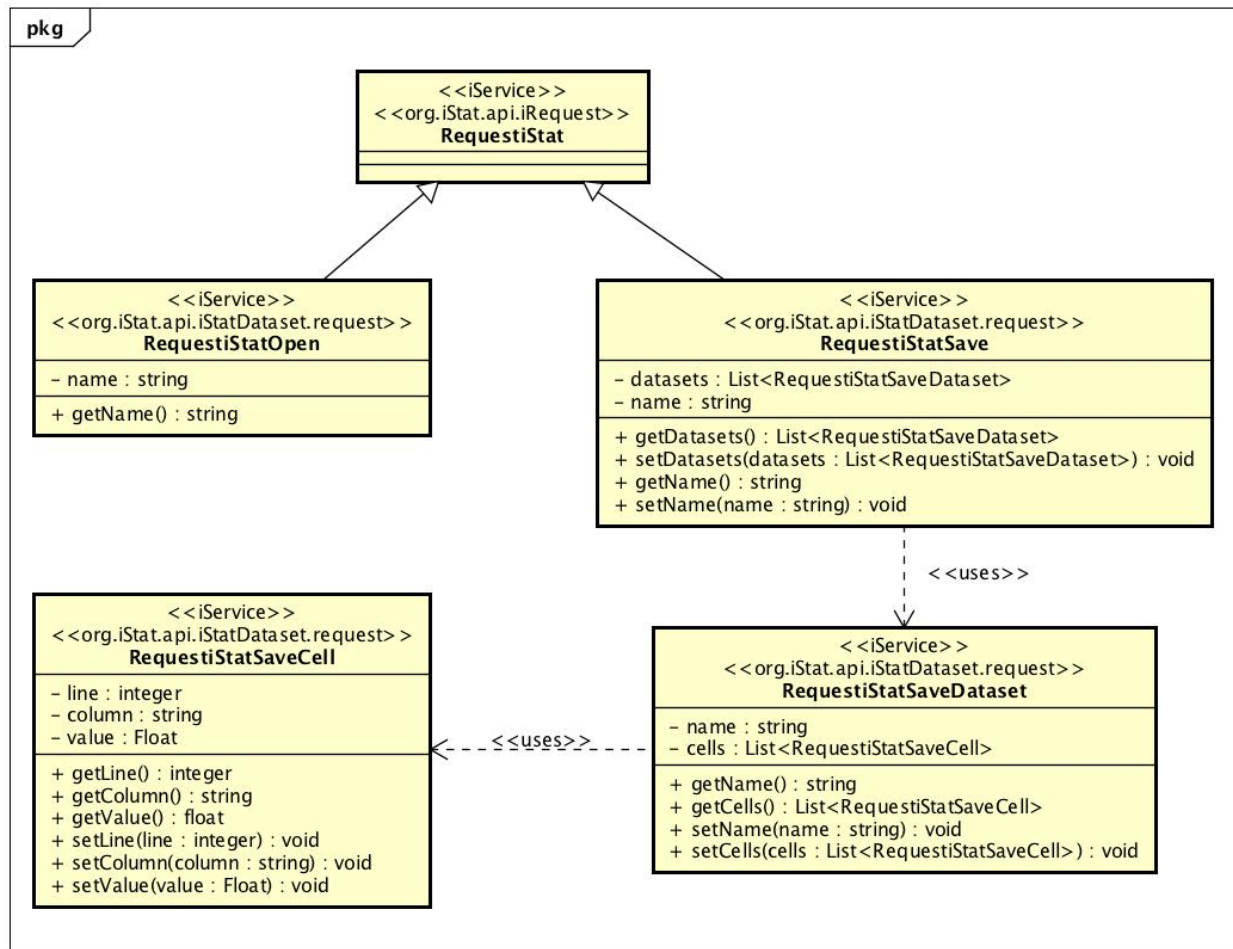 pkg
<<iService>>
<<org.iStat.api.iRequest>>
RequestiStat
<<iService>>
<<org.iStat.api.iStatDataset.request>>
RequestiStatOpen
– name : string
+ getName() : string
<<iService>>
<<org.iStat.api.iStatDataset.request>>
RequestiStatSave
– datasets : List<RequestiStatSaveDataset>
– name : string
+ getDatasets() : List<RequestiStatSaveDataset>
+ setDatasets(datasets : List<RequestiStatSaveDataset>) : void
+ getName() : string
+ setName(name : string) : void
<<uses>>
<<iService>>
<<org.iStat.api.iStatDataset.request>>
RequestiStatSaveCell
– line : integer
– column : string
– value : Float
+ getLine() : integer
+ getColumn() : string
+ getValue() : float
+ setLine(line : integer) : void
+ setColumn(column : string) : void
+ setValue(value : Float) : void
<<uses>>
<<iService>>
<<org.iStat.api.iStatDataset.request>>
RequestiStatSaveDataset
– name : string
– cells : List<RequestiStatSaveCell>
+ getName() : string
+ getCells() : List<RequestiStatSaveCell>
+ setName(name : string) : void
+ setCells(cells : List<RequestiStatSaveCell>) : void